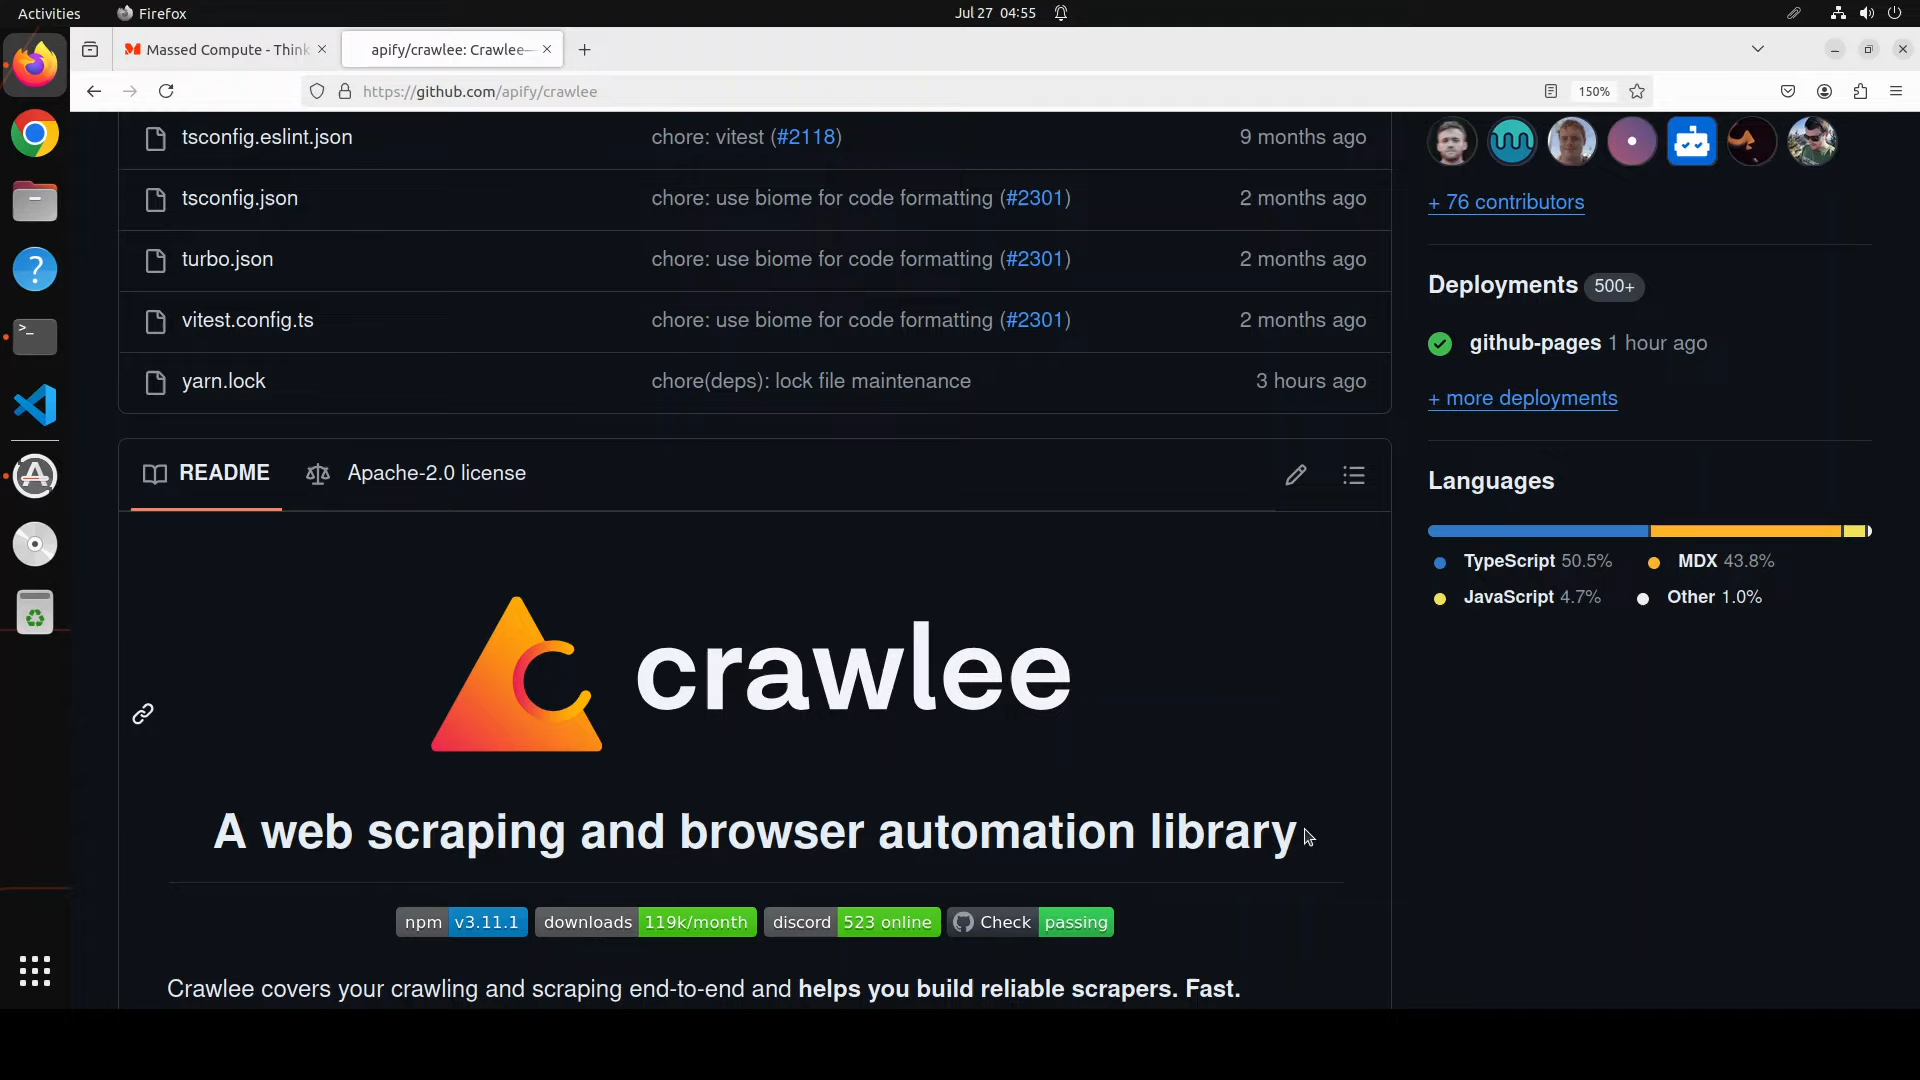 Activities Firefox Jul 27 04:55
Massed Compute - Think apify/crawlee: Crawlee—
https://github.com/apify/crawlee 150%
tsconfig.eslint.json chore: vitest (#2118) 9 months ago
tsconfig.json chore: use biome for code formatting (#2301) 2 months ago
turbo.json chore: use biome for code formatting (#2301) 2 months ago
vitest.config.ts chore: use biome for code formatting (#2301) 2 months ago
yarn.lock chore(deps): lock file maintenance 3 hours ago
README Apache-2.0 license
crawlee
A web scraping and browser automation library
npm v3.11.1 downloads 119k/month discord 523 online Check passing
Crawlee covers your crawling and scraping end-to-end and helps you build reliable scrapers. Fast.
+ 76 contributors
Deployments 500+
github-pages 1 hour ago
+ more deployments
Languages
TypeScript 50.5% MDX 43.8%
JavaScript 4.7% Other 1.0%